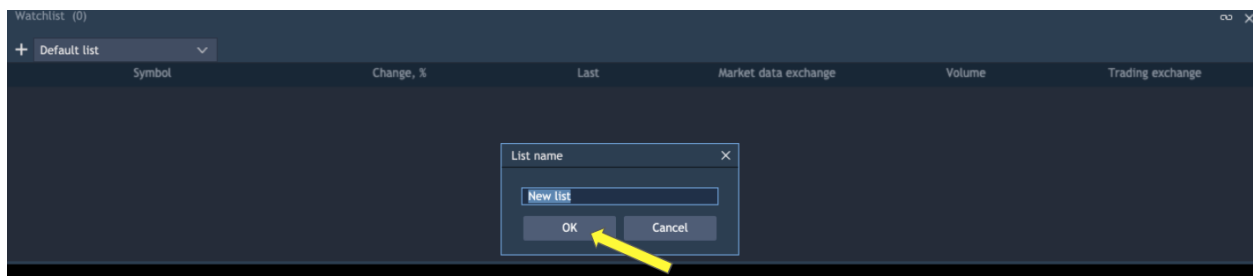 Watchlist (0)
+ Default list
Symbol Change, % Last Market data exchange Volume Trading exchange
List name
New list
OK Cancel